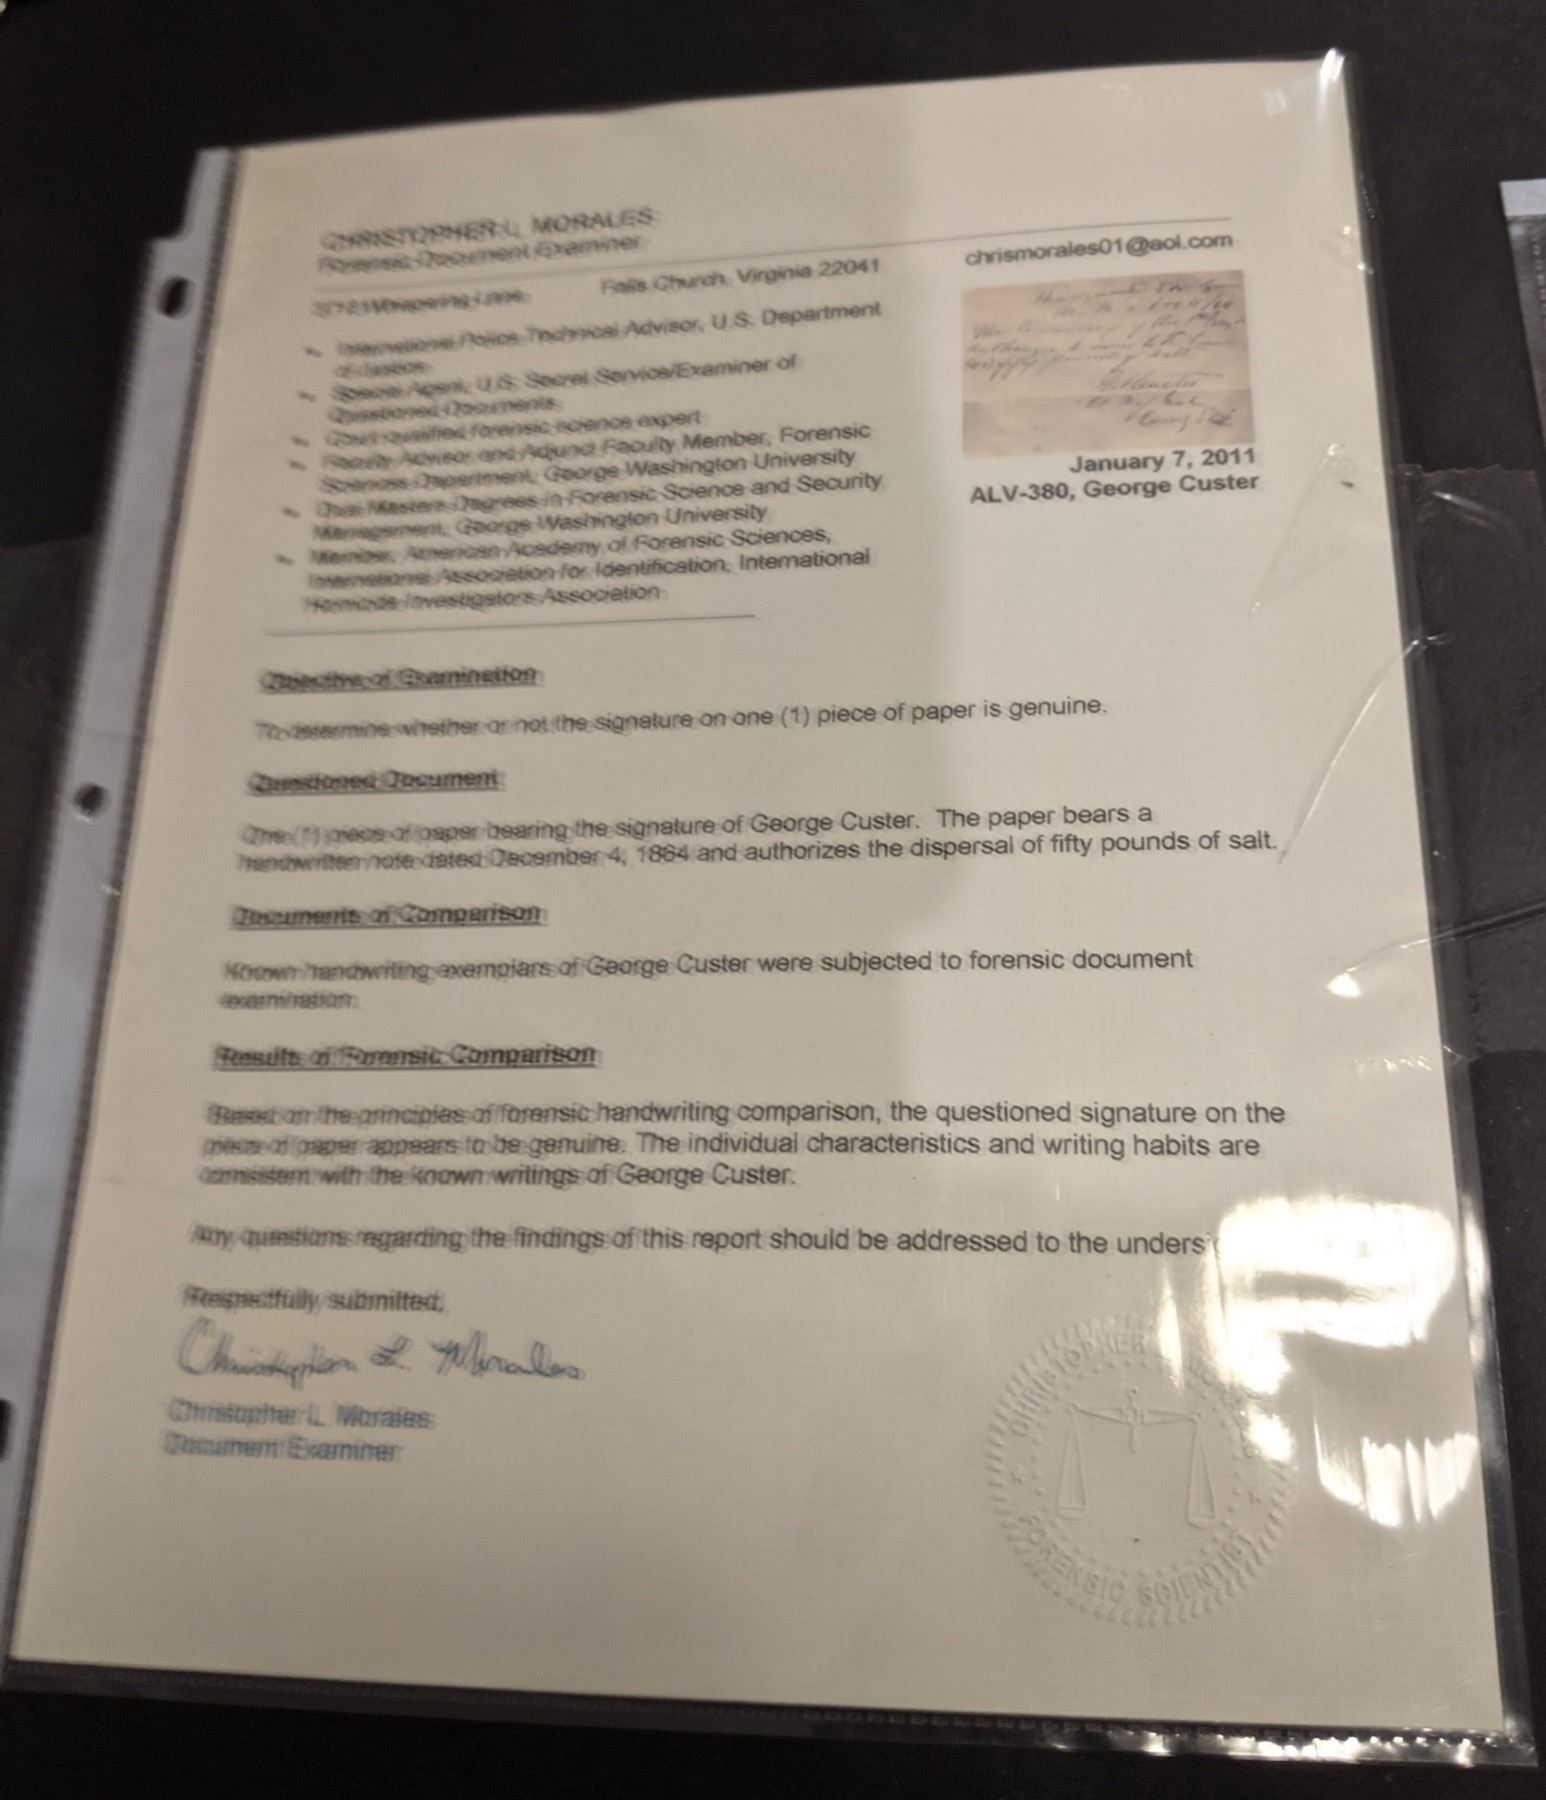 CHRISTOPHER L. MORALES
Forensic Document Examiner
Whispering Lane Falls Church, Virginia 22041
chrismorales01@aol.com
International Police Technical Advisor, U.S. Department
of Justice
Special Agent, U.S. Secret Service/Examiner of
Questioned Documents
Court qualified forensic science expert
Faculty Advisor and Adjunct Faculty Member, Forensic
Sciences Department, George Washington University
Dual Masters Degrees in Forensic Science and Security
Management, George Washington University
Member, American Academy of Forensic Sciences,
International Association for Identification, International
Homicide Investigators Association
January 7, 2011
ALV-380, George Custer
Objective of Examination
To determine whether or not the signature on one (1) piece of paper is genuine.
Questioned Document
One (1) piece of paper bearing the signature of George Custer. The paper bears a
handwritten note dated December 4, 1864 and authorizes the dispersal of fifty pounds of salt.
Documents of Comparison
Known handwriting exemplars of George Custer were subjected to forensic document
examination.
Results of Forensic Comparison
Based on the principles of forensic handwriting comparison, the questioned signature on the
piece of paper appears to be genuine. The individual characteristics and writing habits are
consistent with the known writings of George Custer.
Any questions regarding the findings of this report should be addressed to the unders
Respectfully submitted,
Christopher L. Morales
Christopher L. Morales
Document Examiner
CHRISTOPHER
FORENSIC SCIENTIST